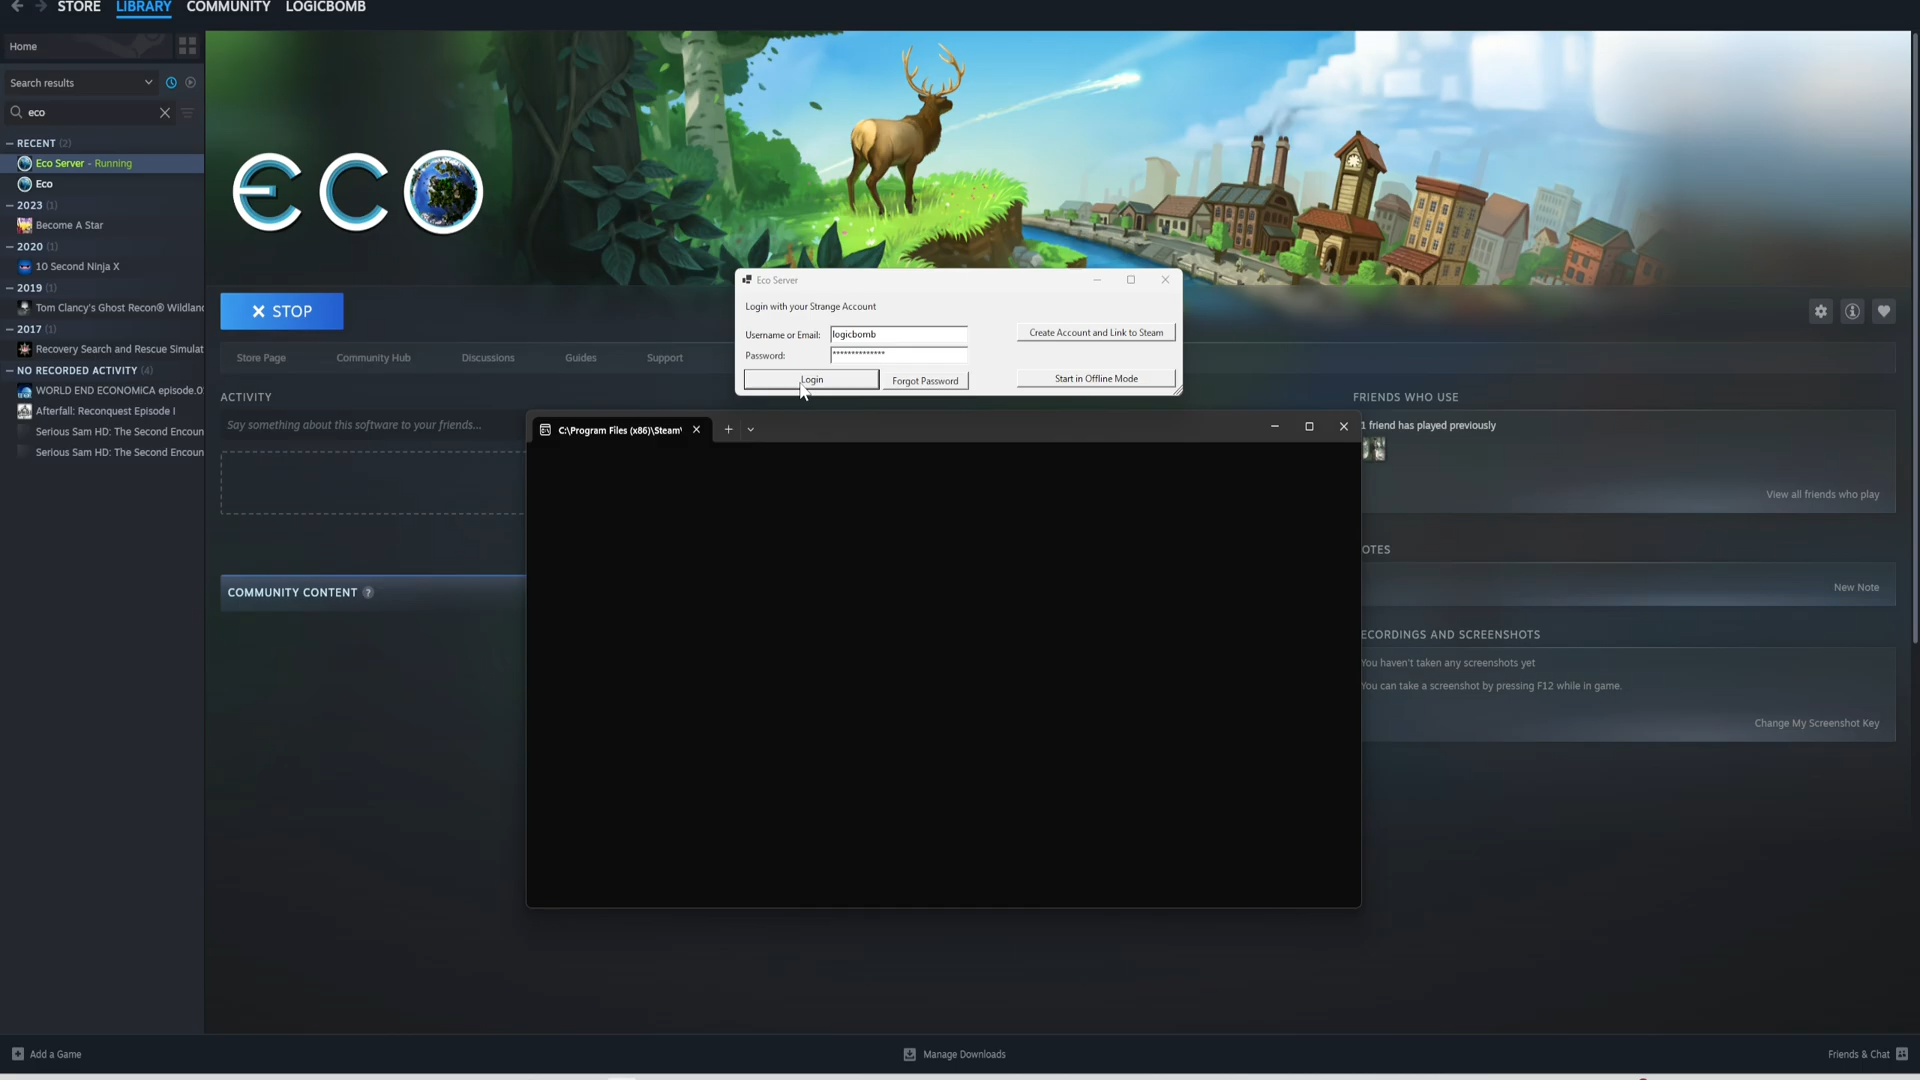 STORE LIBRARY COMMUNITY LOGICBOMB
Home
Search results
eco
RECENT (2)
Eco Server - Running
Eco
2023 (1)
Become A Star
2020 (1)
10 Second Ninja X
2019 (1)
Tom Clancy's Ghost Recon® Wildland
2017 (1)
Recovery Search and Rescue Simulat
NO RECORDED ACTIVITY (4)
WORLD END ECONOMiCA episode.0
Afterfall: Reconquest Episode I
Serious Sam HD: The Second Encoun
Serious Sam HD: The Second Encoun
ECO
STOP
Store Page Community Hub Discussions Guides Support
ACTIVITY
Say something about this software to your friends...
COMMUNITY CONTENT ?
Eco Server
Login with your Strange Account
Username or Email: logicbomb
Create Account and Link to Steam
Password: **************
Login Forgot Password Start in Offline Mode
C:\Program Files (x86)\Steam\
FRIENDS WHO USE
1 friend has played previously
View all friends who play
OTES
New Note
ECORDINGS AND SCREENSHOTS
You haven't taken any screenshots yet
You can take a screenshot by pressing F12 while in game.
Change My Screenshot Key
Add a Game
Manage Downloads
Friends & Chat